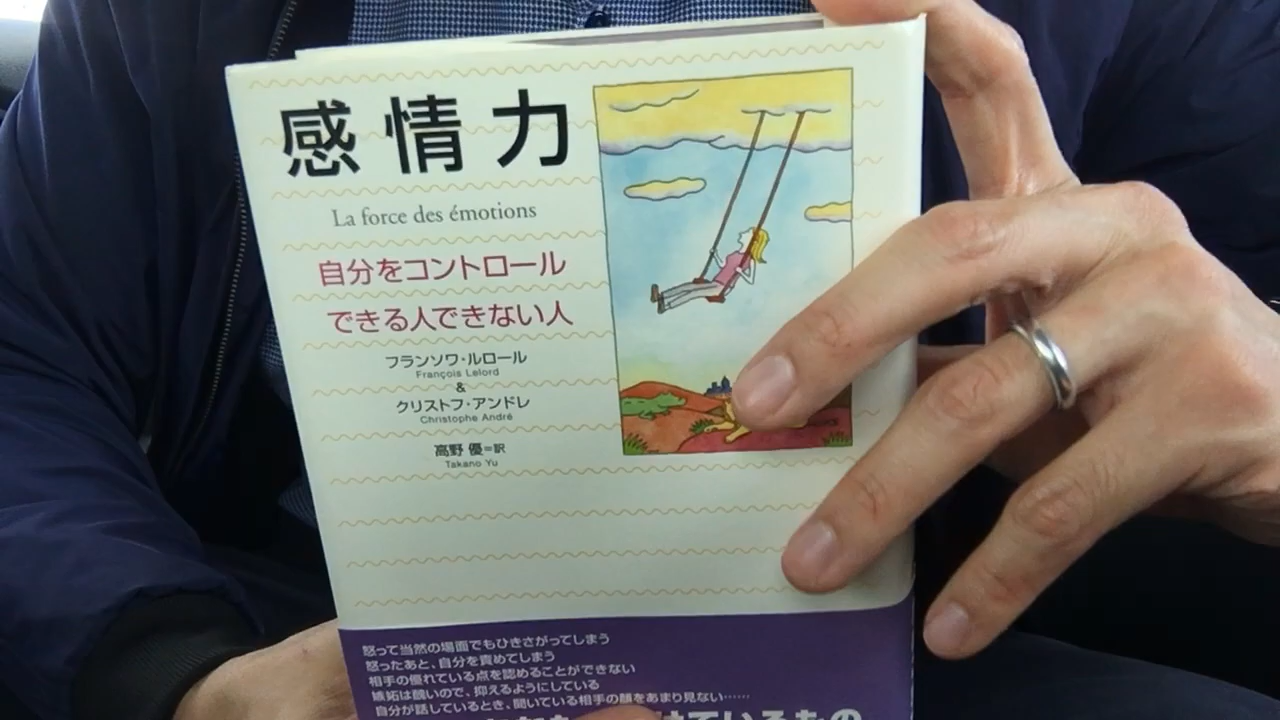 感情力
La force des émotions
自分をコントロール
できる人できない人
フランソワ・ルロール
François Lelord
&
クリストフ・アンドレ
Christophe André
高野 優=訳
Takano Yu
怒って当然の場面でもひきさがってしまう
怒ったあと、自分を責めてしまう
相手の優れている点を認めることができない
嫉妬は醜いので、抑えるようにしている
自分が話しているとき、聞いている相手の顔をあまり見ない……
けているもの